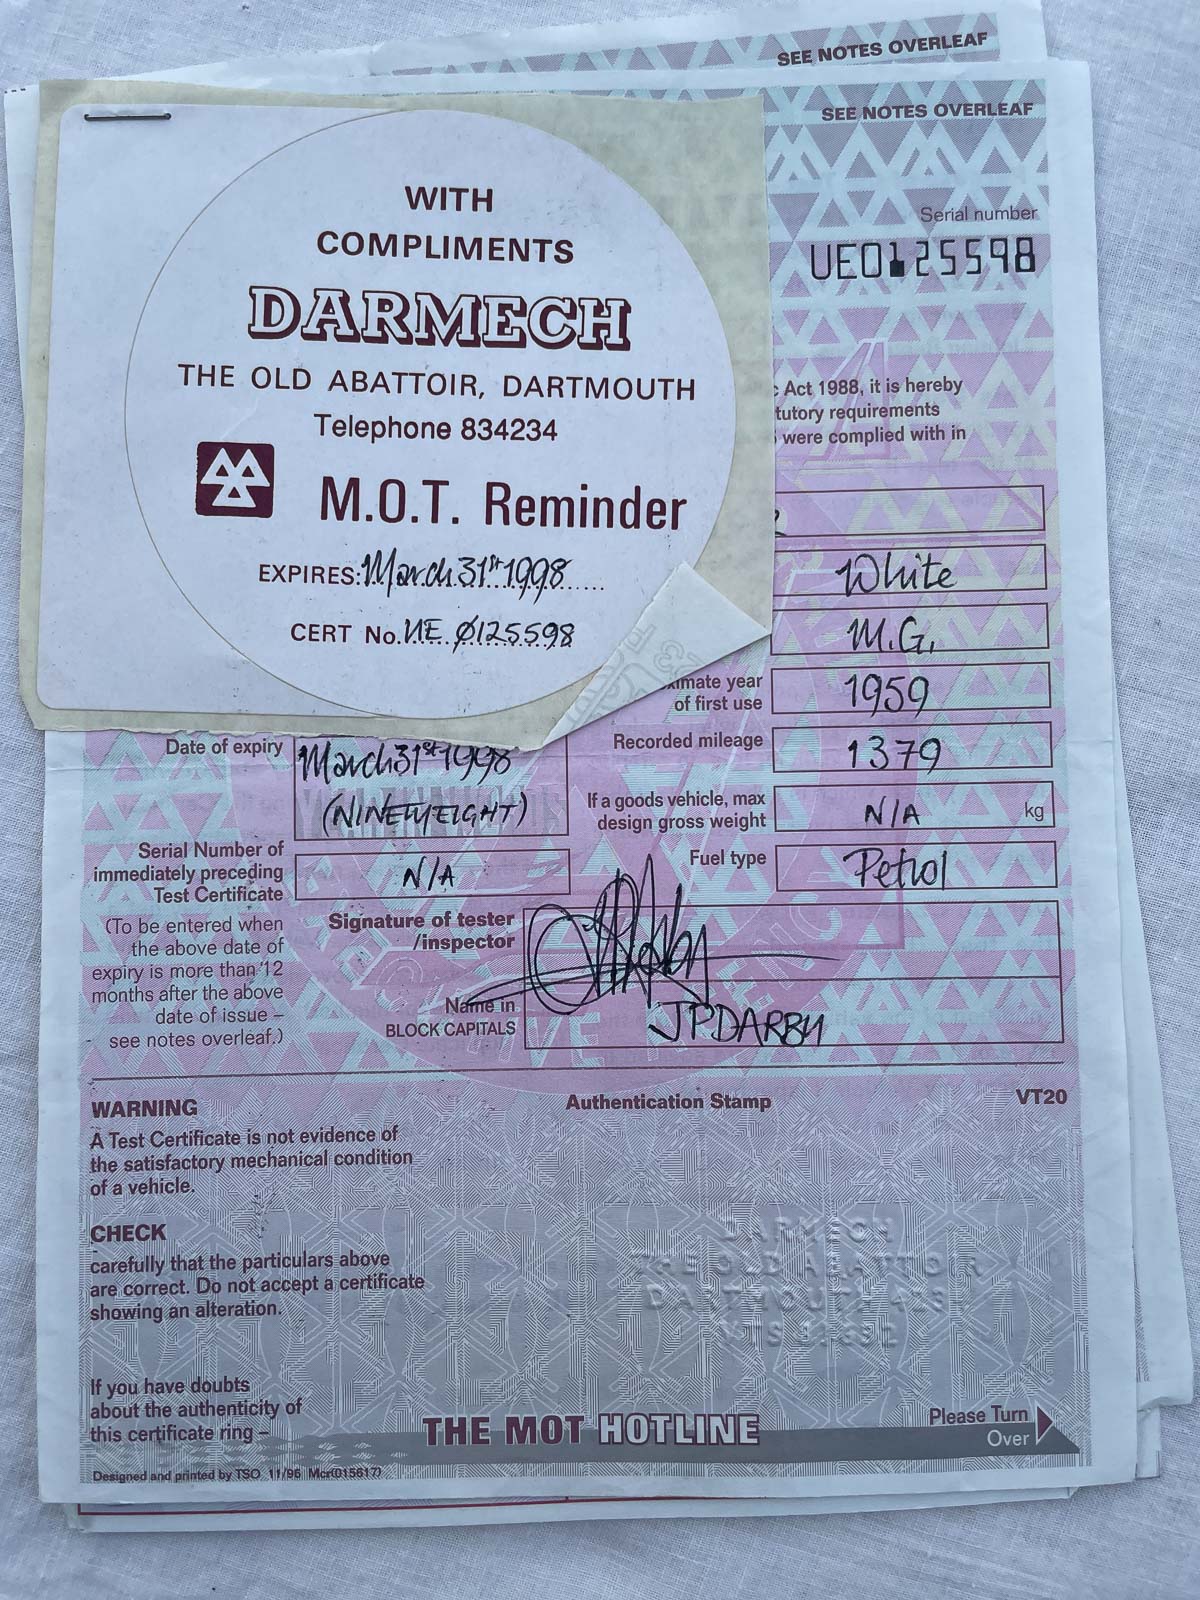 SEE NOTES OVERLEAF
SEE NOTES OVERLEAF
WITH
COMPLIMENTS
DARMECH
THE OLD ABATTOIR, DARTMOUTH
Telephone 834234
M.O.T. Reminder
EXPIRES: March 31st 1998
CERT No. UE Ø125598
Serial number
UE0125598
c Act 1988, it is hereby
tutory requirements
were complied with in
White
M.G.
ximate year
of first use
1959
Date of expiry
March 31st 1998
(NINETYEIGHT)
Recorded mileage
1379
If a goods vehicle, max
design gross weight
N/A
kg
Serial Number of
immediately preceding
Test Certificate
N/A
Fuel type
Petrol
(To be entered when
the above date of
expiry is more than 12
months after the above
date of issue –
see notes overleaf.)
Signature of tester
/inspector
Name in
BLOCK CAPITALS
JPDARBY
WARNING
A Test Certificate is not evidence of
the satisfactory mechanical condition
of a vehicle.
Authentication Stamp
VT20
CHECK
carefully that the particulars above
are correct. Do not accept a certificate
showing an alteration.
DARMECH
THE OLD ABATTOIR
DARTMOUTH
If you have doubts
about the authenticity of
this certificate ring –
THE MOT HOTLINE
Please Turn
Over
Designed and printed by TSO 11/96 Mcr(015617)